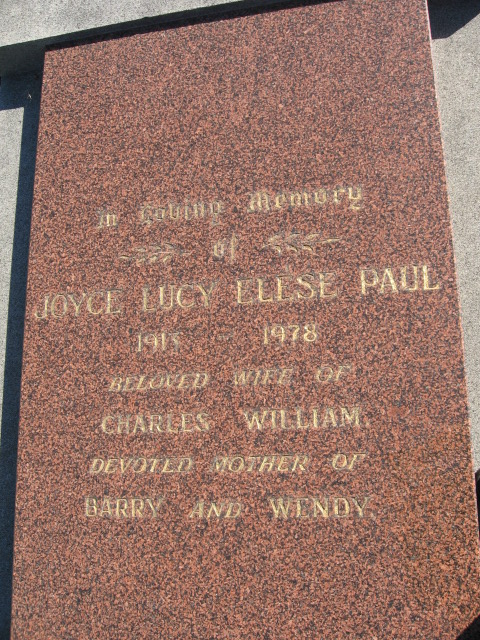 In Loving Memory
of
JOYCE LUCY ELÈSE PAUL
1915 - 1978
BELOVED WIFE OF
CHARLES WILLIAM.
DEVOTED MOTHER OF
BARRY AND WENDY.